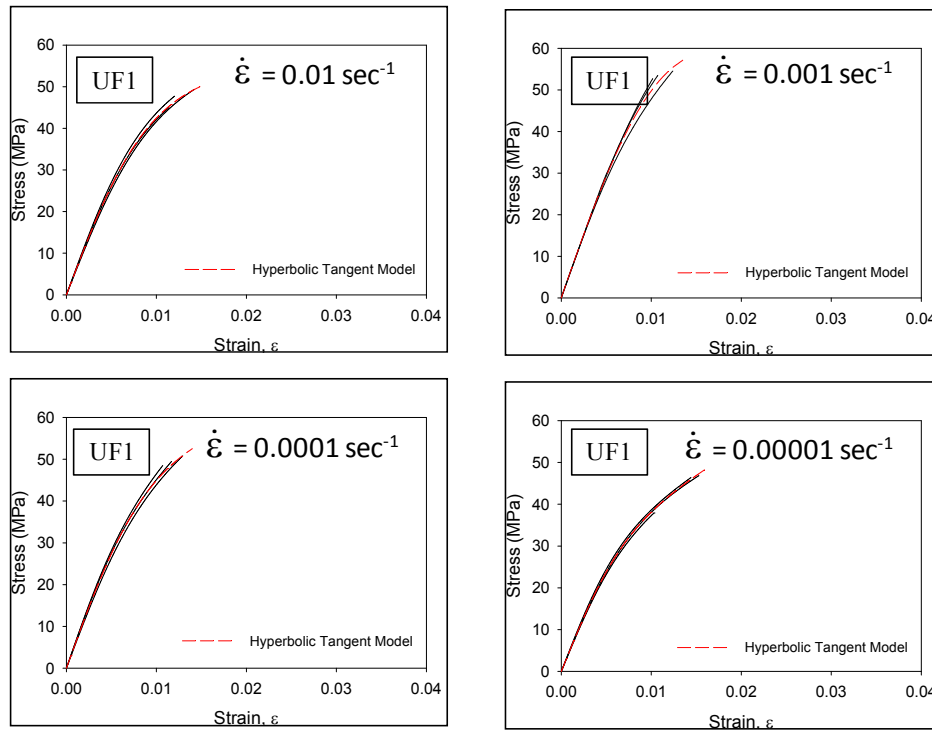 UF1
ε̇ = 0.01 sec⁻¹
Stress (MPa)
60
50
40
30
20
10
0
Hyperbolic Tangent Model
0.00 0.01 0.02 0.03 0.04
Strain, ε
UF1
ε̇ = 0.001 sec⁻¹
Stress (MPa)
60
50
40
30
20
10
0
Hyperbolic Tangent Model
0.00 0.01 0.02 0.03 0.04
Strain, ε
UF1
ε̇ = 0.0001 sec⁻¹
Stress (MPa)
60
50
40
30
20
10
0
Hyperbolic Tangent Model
0.00 0.01 0.02 0.03 0.04
Strain, ε
UF1
ε̇ = 0.00001 sec⁻¹
Stress (MPa)
60
50
40
30
20
10
0
Hyperbolic Tangent Model
0.00 0.01 0.02 0.03 0.04
Strain, ε